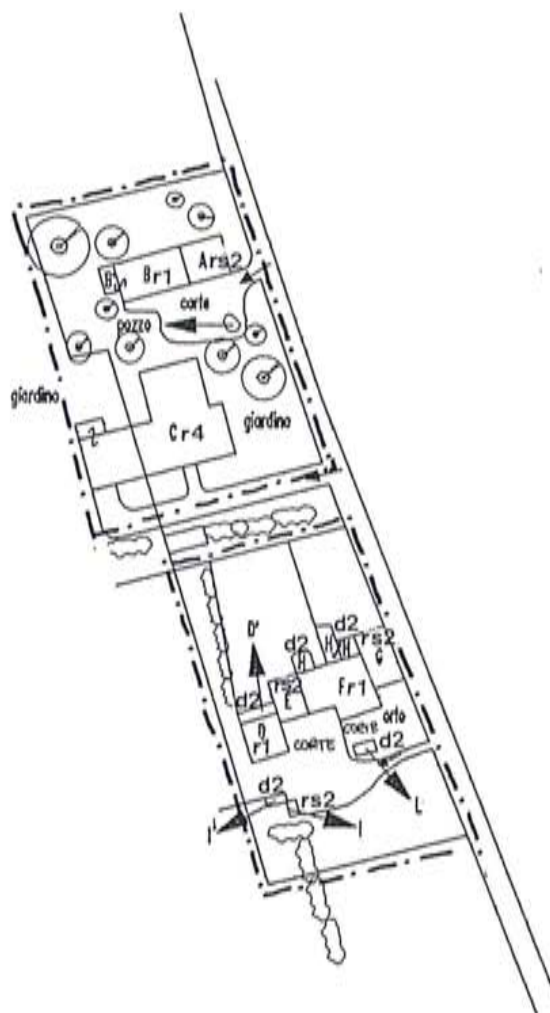 Ars2
Br1
B
corte
pozzo
giardino
Cr4
giardino
D'
d2
d2
H
H
H
rs2
G
rs2
E
Fr1
d2
D
r1
CORTE
CORTE
orto
d2
d2
rs2
L
I'
I